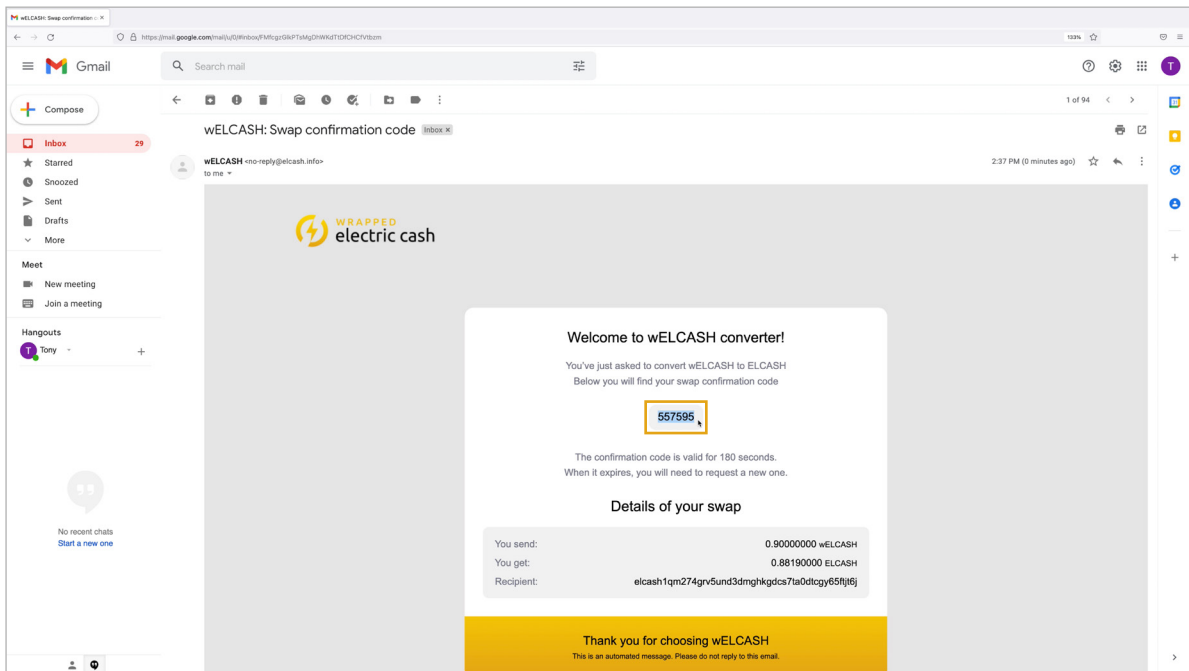 wELCASH: Swap confirmation c
https://mail.google.com/mail/u/0/#inbox/FMfcgzGlkPTsMgDhWKdTtDfCHCfVtbzm
133%
Gmail
Search mail
T
Compose
1 of 94
Inbox 29
Starred
Snoozed
Sent
Drafts
More
Meet
New meeting
Join a meeting
Hangouts
T Tony
No recent chats
Start a new one
wELCASH: Swap confirmation code Inbox ×
wELCASH <no-reply@elcash.info>
2:37 PM (0 minutes ago)
to me
WRAPPED
electric cash
Welcome to wELCASH converter!
You've just asked to convert wELCASH to ELCASH
Below you will find your swap confirmation code
557595
The confirmation code is valid for 180 seconds.
When it expires, you will need to request a new one.
Details of your swap
You send: 0.90000000 wELCASH
You get: 0.88190000 ELCASH
Recipient: elcash1qm274grv5und3dmghkgdcs7ta0dtcgy65ftjt6j
Thank you for choosing wELCASH
This is an automated message. Please do not reply to this email.